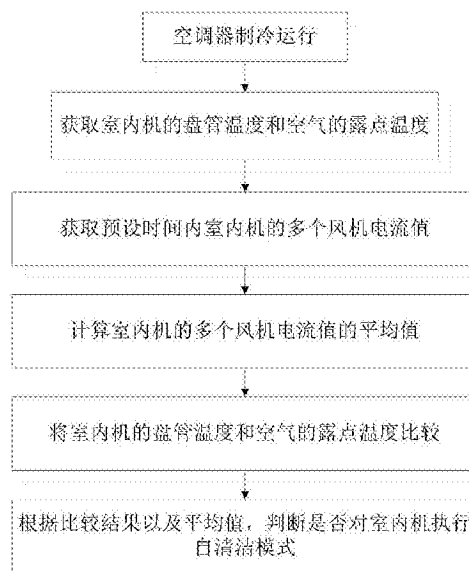 空调器制冷运行
获取室内机的盘管温度和空气的露点温度
获取预设时间内室内机的多个风机电流值
计算室内机的多个风机电流值的平均值
将室内机的盘管温度和空气的露点温度比较
根据比较结果以及平均值，判断是否对室内机执行
自清洁模式